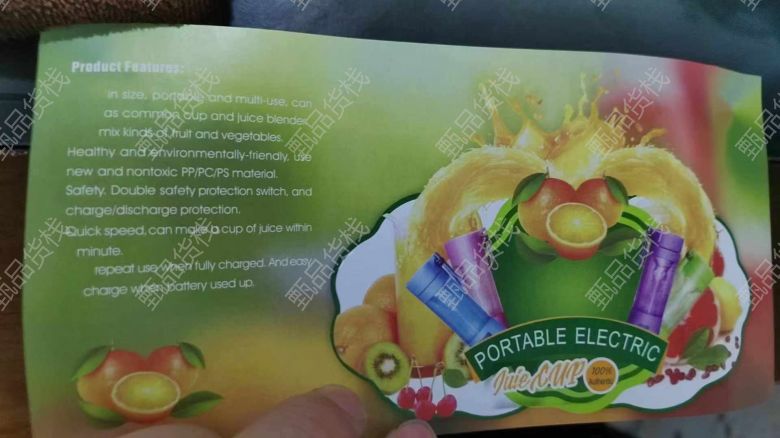 Product Features:
in size, portable and multi-use, can
as common cup and juice blender,
mix kinds of fruit and vegetables.
Healthy and environmentally-friendly, use
new and nontoxic PP/PC/PS material.
Safety. Double safety protection switch, and
charge/discharge protection.
Quick speed, can make a cup of juice within
minute.
repeat use when fully charged. And easy
charge when battery used up.
PORTABLE ELECTRIC
Juie CUP
100%
Authentic
甄品货栈